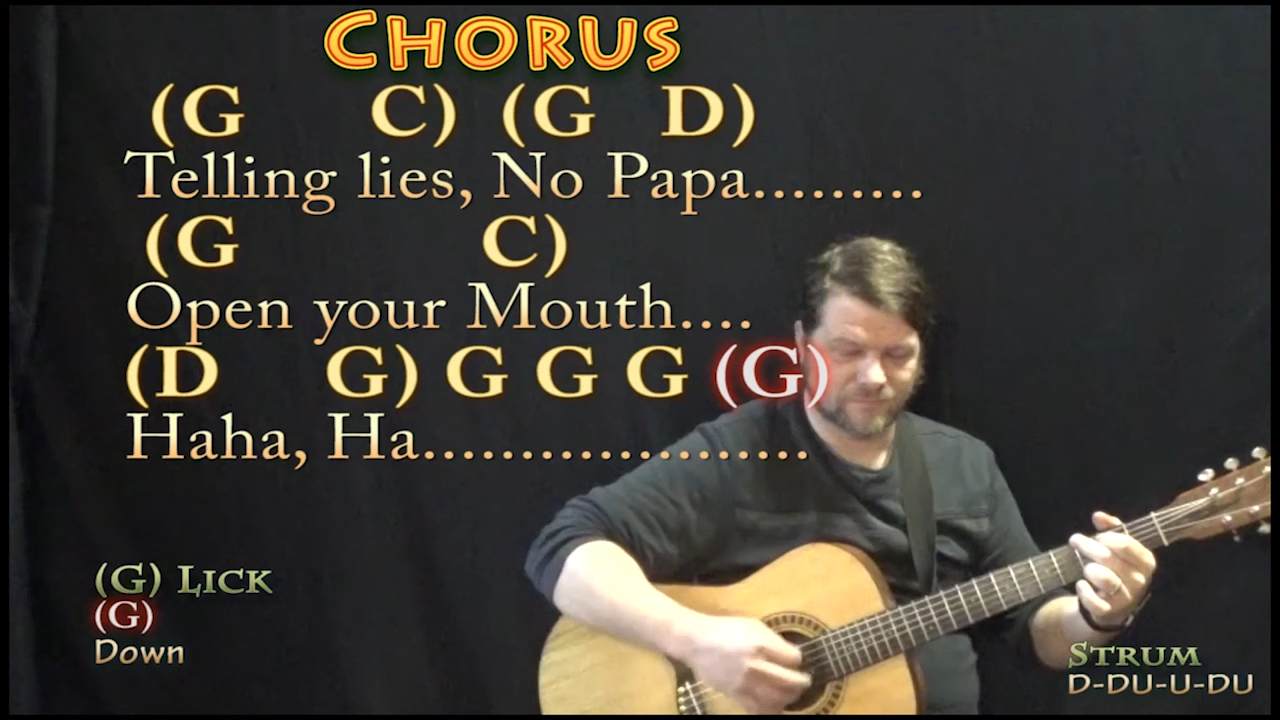 CHORUS
(G C) (G D)
Telling lies, No Papa.........
(G C)
Open your Mouth....
(D G) G G G (G)
Haha, Ha....................
(G) LICK
(G)
Down
STRUM
D-DU-U-DU